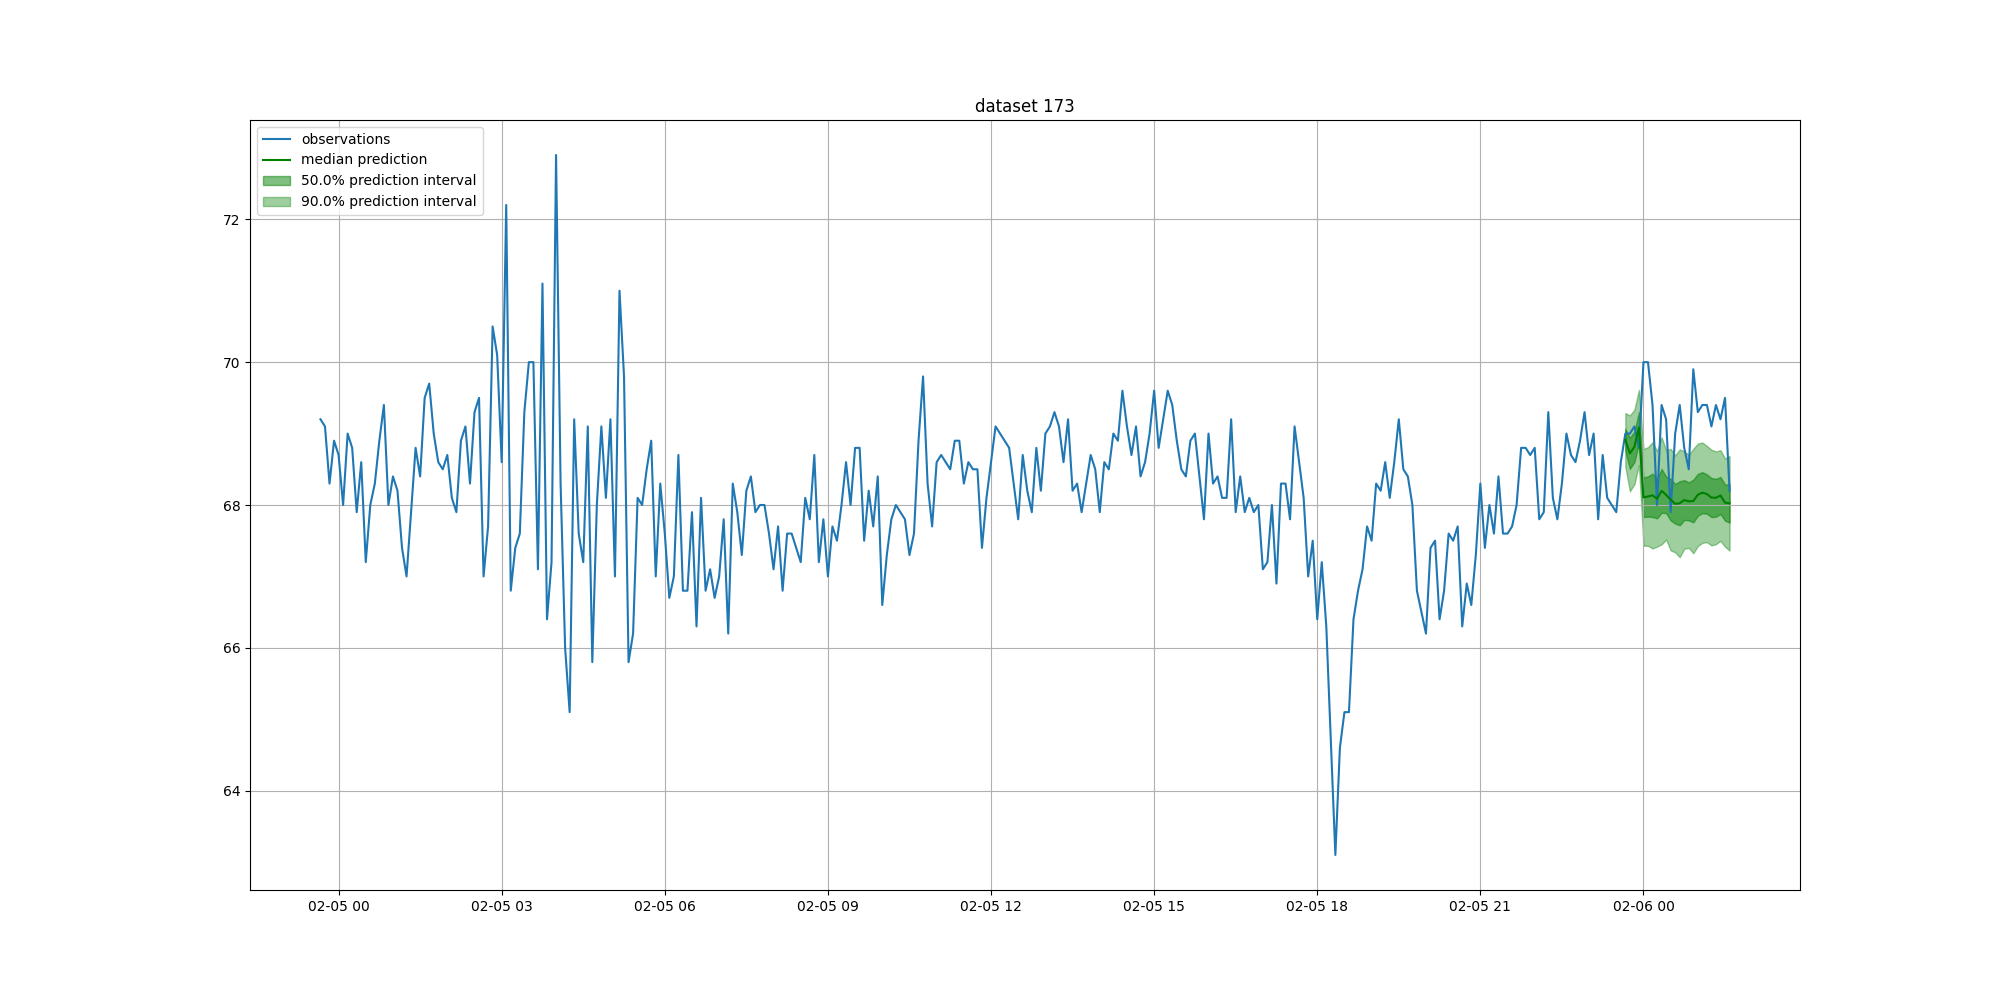 dataset 173
observations
median prediction
50.0% prediction interval
90.0% prediction interval
72
70
68
66
64
02-05 00
02-05 03
02-05 06
02-05 09
02-05 12
02-05 15
02-05 18
02-05 21
02-06 00